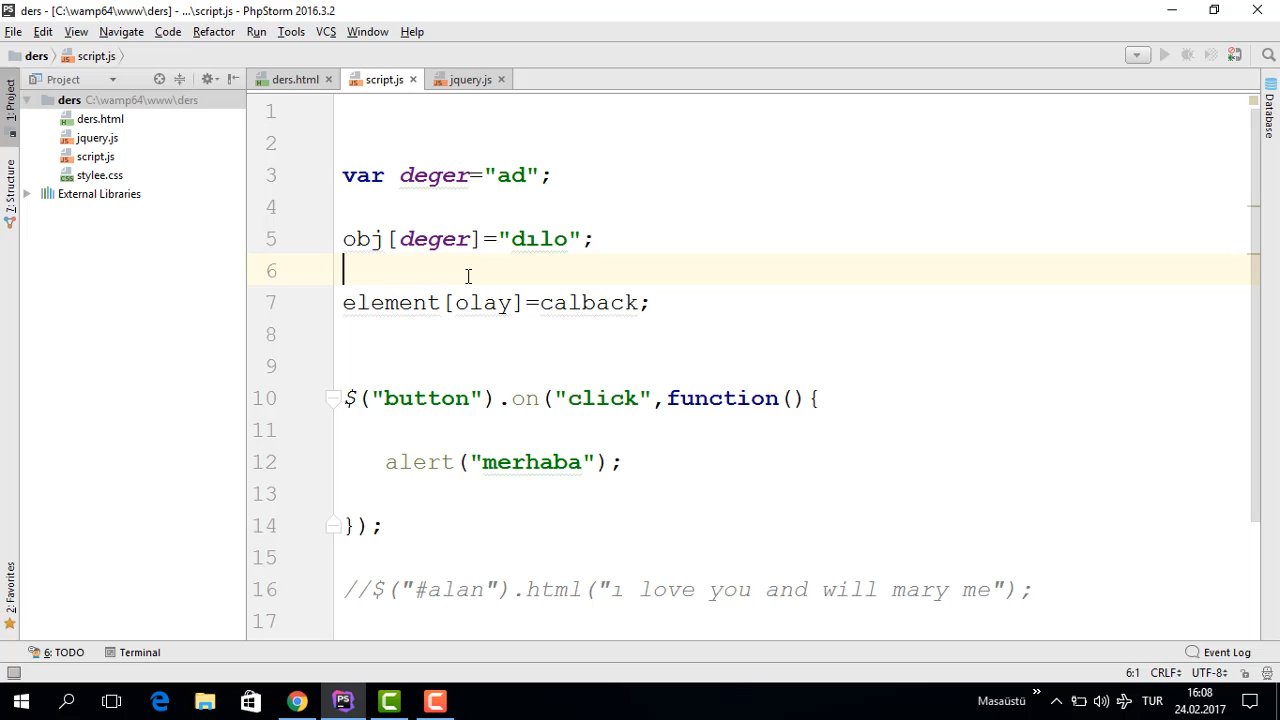 ders - [C:\wamp64\www\ders] - ...\script.js - PhpStorm 2016.3.2
File Edit View Navigate Code Refactor Run Tools VCS Window Help
ders script.js
Project
ders.html script.js jquery.js
1: Project
7: Structure
2: Favorites
Database
ders C:\wamp64\www\ders
ders.html
jquery.js
script.js
stylee.css
External Libraries
1
2
3 var deger="ad";
4
5 obj[deger]="dılo";
6
7 element[olay]=calback;
8
9
10 $("button").on("click",function(){
11
12 alert("merhaba");
13
14 });
15
16 //$("#alan").html("ı love you and will mary me");
17
6: TODO Terminal Event Log
6:1 CRLF UTF-8
Masaüstü TUR 16:08
24.02.2017